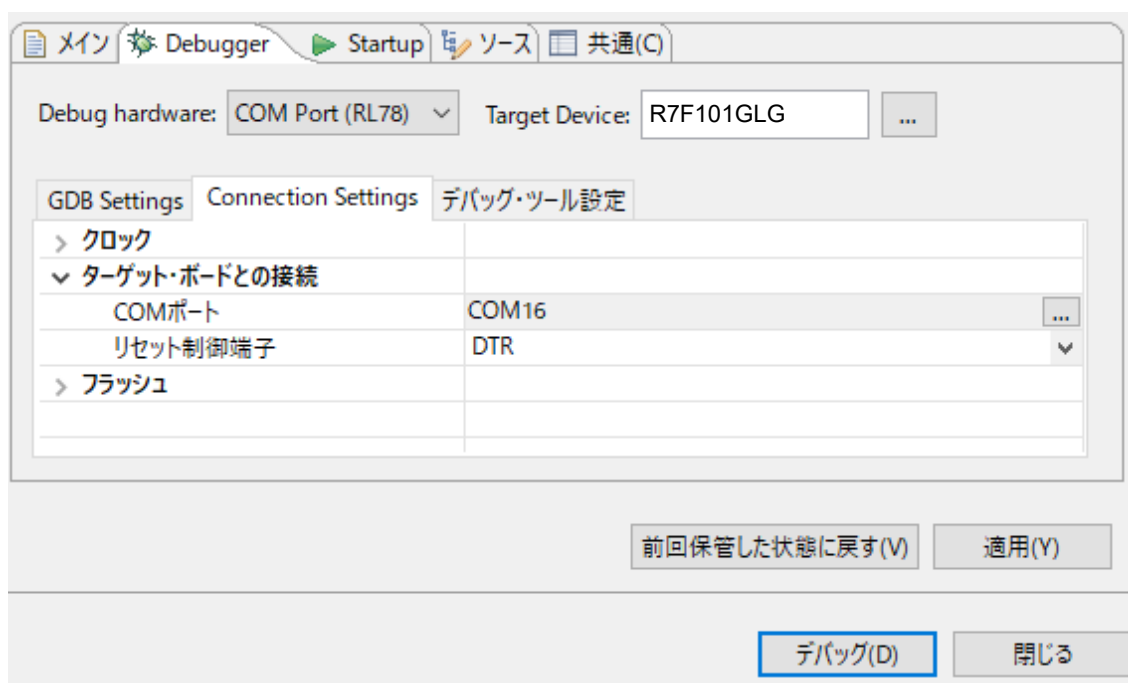 メイン Debugger Startup ソース 共通(C)
Debug hardware: COM Port (RL78) Target Device: R7F101GLG ...
GDB Settings Connection Settings デバッグ・ツール設定
クロック
ターゲット・ボードとの接続
COMポート COM16 ...
リセット制御端子 DTR
フラッシュ
前回保管した状態に戻す(V) 適用(Y)
デバッグ(D) 閉じる